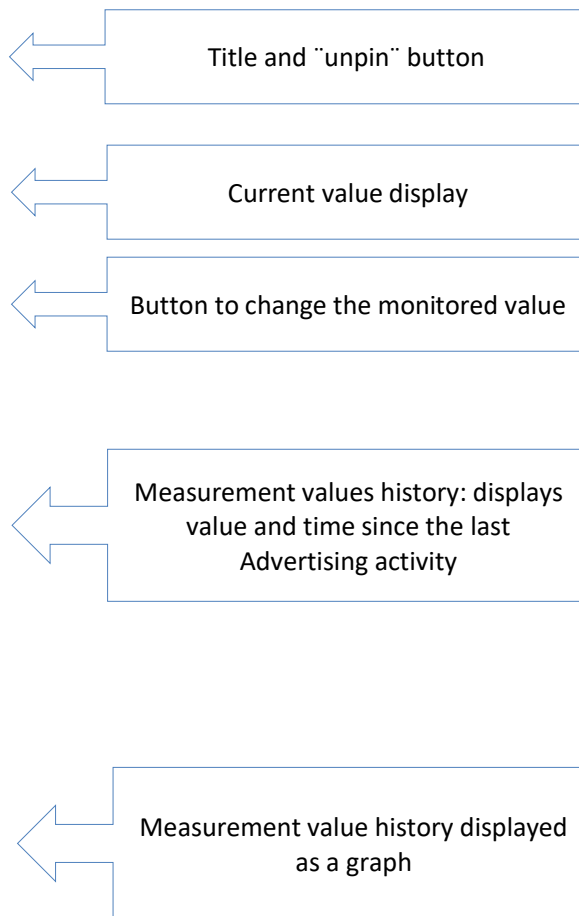 Title and ¨unpin¨ button
Current value display
Button to change the monitored value
Measurement values history: displays
value and time since the last
Advertising activity
Measurement value history displayed
as a graph